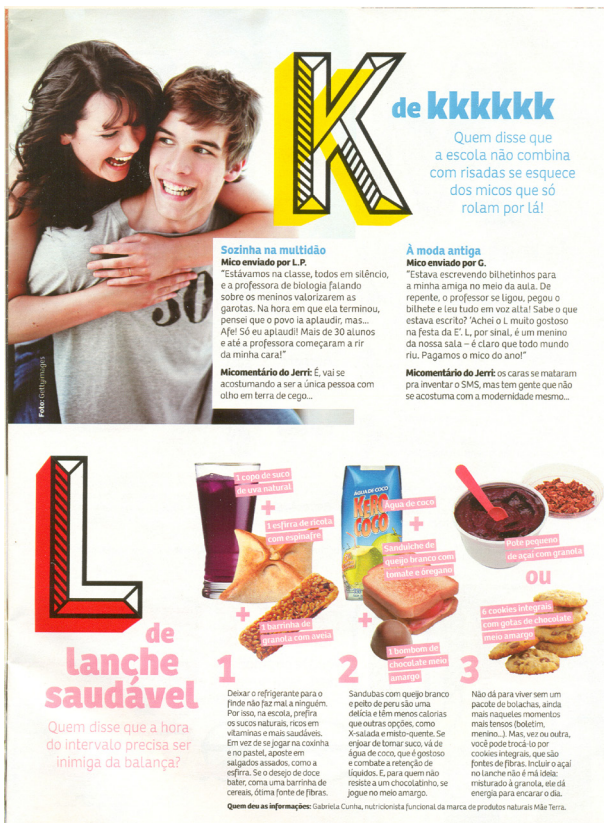 K
de kkkkkk
Quem disse que
a escola não combina
com risadas se esquece
dos micos que só
rolam por lá!
30
Foto: Gettyimages
Sozinha na multidão
Mico enviado por L.P.
“Estávamos na classe, todos em silêncio,
e a professora de biologia falando
sobre os meninos valorizarem as
garotas. Na hora em que ela terminou,
pensei que o povo ia aplaudir, mas...
Afe! Só eu aplaudi! Mais de 30 alunos
e até a professora começaram a rir
da minha cara!”
Micomentário do Jerri: É, vai se
acostumando a ser a única pessoa com
olho em terra de cego...
À moda antiga
Mico enviado por G.
“Estava escrevendo bilhetinhos para
a minha amiga no meio da aula. De
repente, o professor se ligou, pegou o
bilhete e leu tudo em voz alta! Sabe o que
estava escrito? ‘Achei o L muito gostoso
na festa da E’. L, por sinal, é um menino
da nossa sala – é claro que todo mundo
riu. Pagamos o mico do ano!”
Micomentário do Jerri: os caras se mataram
pra inventar o SMS, mas tem gente que não
se acostuma com a modernidade mesmo...
L
de
lanche
saudável
Quem disse que a hora
do intervalo precisa ser
inimiga da balança?
1 copo de suco
de uva natural
+
1 esfirra de ricota
com espinafre
+
1 barrinha de
granola com aveia
1
Deixar o refrigerante para o
finde não faz mal a ninguém.
Por isso, na escola, prefira
os sucos naturais, ricos em
vitaminas e mais saudáveis.
Em vez de se jogar na coxinha
e no pastel, aposte em
salgados assados, como a
esfirra. Se o desejo de doce
bater, coma uma barrinha de
cereais, ótima fonte de fibras.
ÁGUA DE COCO
KERO
COCO
Água de coco
+
Sanduíche de
queijo branco com
tomate e orégano
+
1 bombom de
chocolate meio
amargo
2
Sandubas com queijo branco
e peito de peru são uma
delícia e têm menos calorias
que outras opções, como
X-salada e misto-quente. Se
enjoar de tomar suco, vá de
água de coco, que é gostoso
e combate a retenção de
líquidos. E, para quem não
resiste a um chocolatinho, se
jogue no meio amargo.
Pote pequeno
de açaí com granola
ou
6 cookies integrais
com gotas de chocolate
meio amargo
3
Não dá para viver sem um
pacote de bolachas, ainda
mais naqueles momentos
mais tensos (boletim,
menino...). Mas, vez ou outra,
você pode trocá-lo por
cookies integrais, que são
fontes de fibras. Incluir o açaí
no lanche não é má ideia:
misturado à granola, ele dá
energia para encarar o dia.
Quem deu as informações: Gabriela Cunha, nutricionista funcional da marca de produtos naturais Mãe Terra.